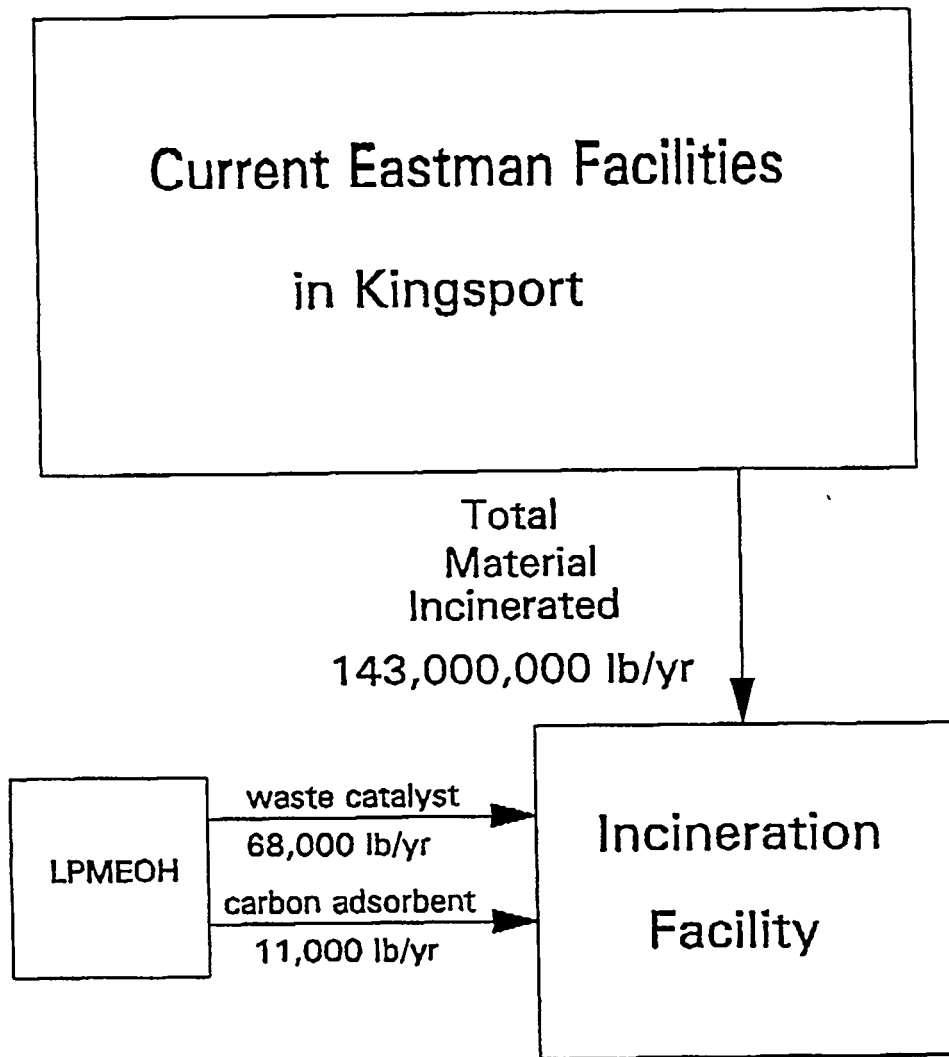 Current Eastman Facilities
in Kingsport
Total
Material
Incinerated
143,000,000 lb/yr
waste catalyst
68,000 lb/yr
LPMEOH
carbon adsorbent
11,000 lb/yr
Incineration
Facility